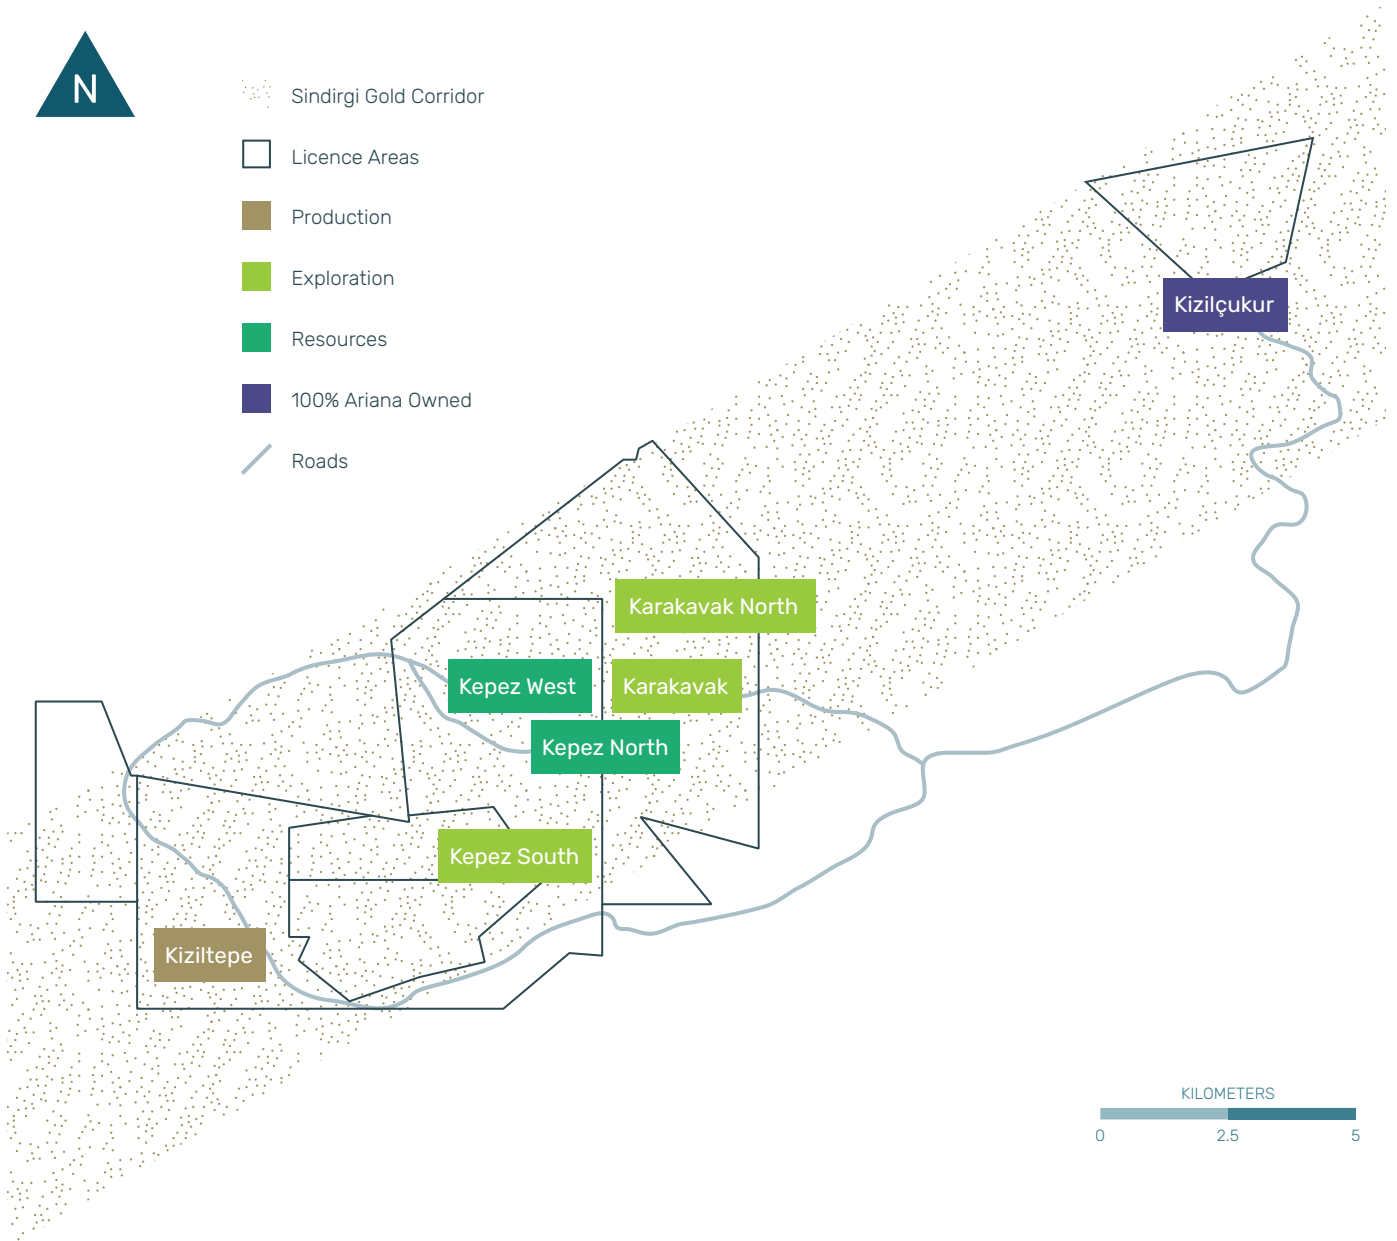 N
Sindirgi Gold Corridor
Licence Areas
Production
Exploration
Resources
100% Ariana Owned
Roads
Kizilçukur
Karakavak North
Kepez West
Karakavak
Kepez North
Kepez South
Kiziltepe
KILOMETERS
0 2.5 5